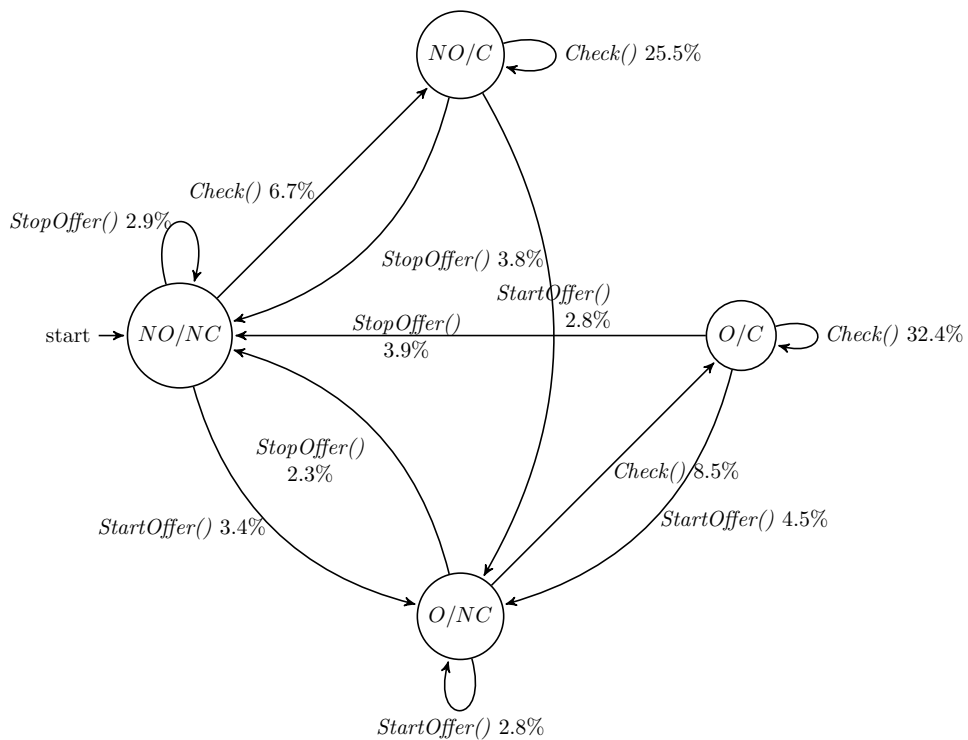 NO/C
Check() 25.5%
Check() 6.7%
StopOffer() 2.9%
StopOffer() 3.8%
StartOffer()
2.8%
start
NO/NC
StopOffer()
3.9%
O/C
Check() 32.4%
StopOffer()
2.3%
Check() 8.5%
StartOffer() 3.4%
StartOffer() 4.5%
O/NC
StartOffer() 2.8%